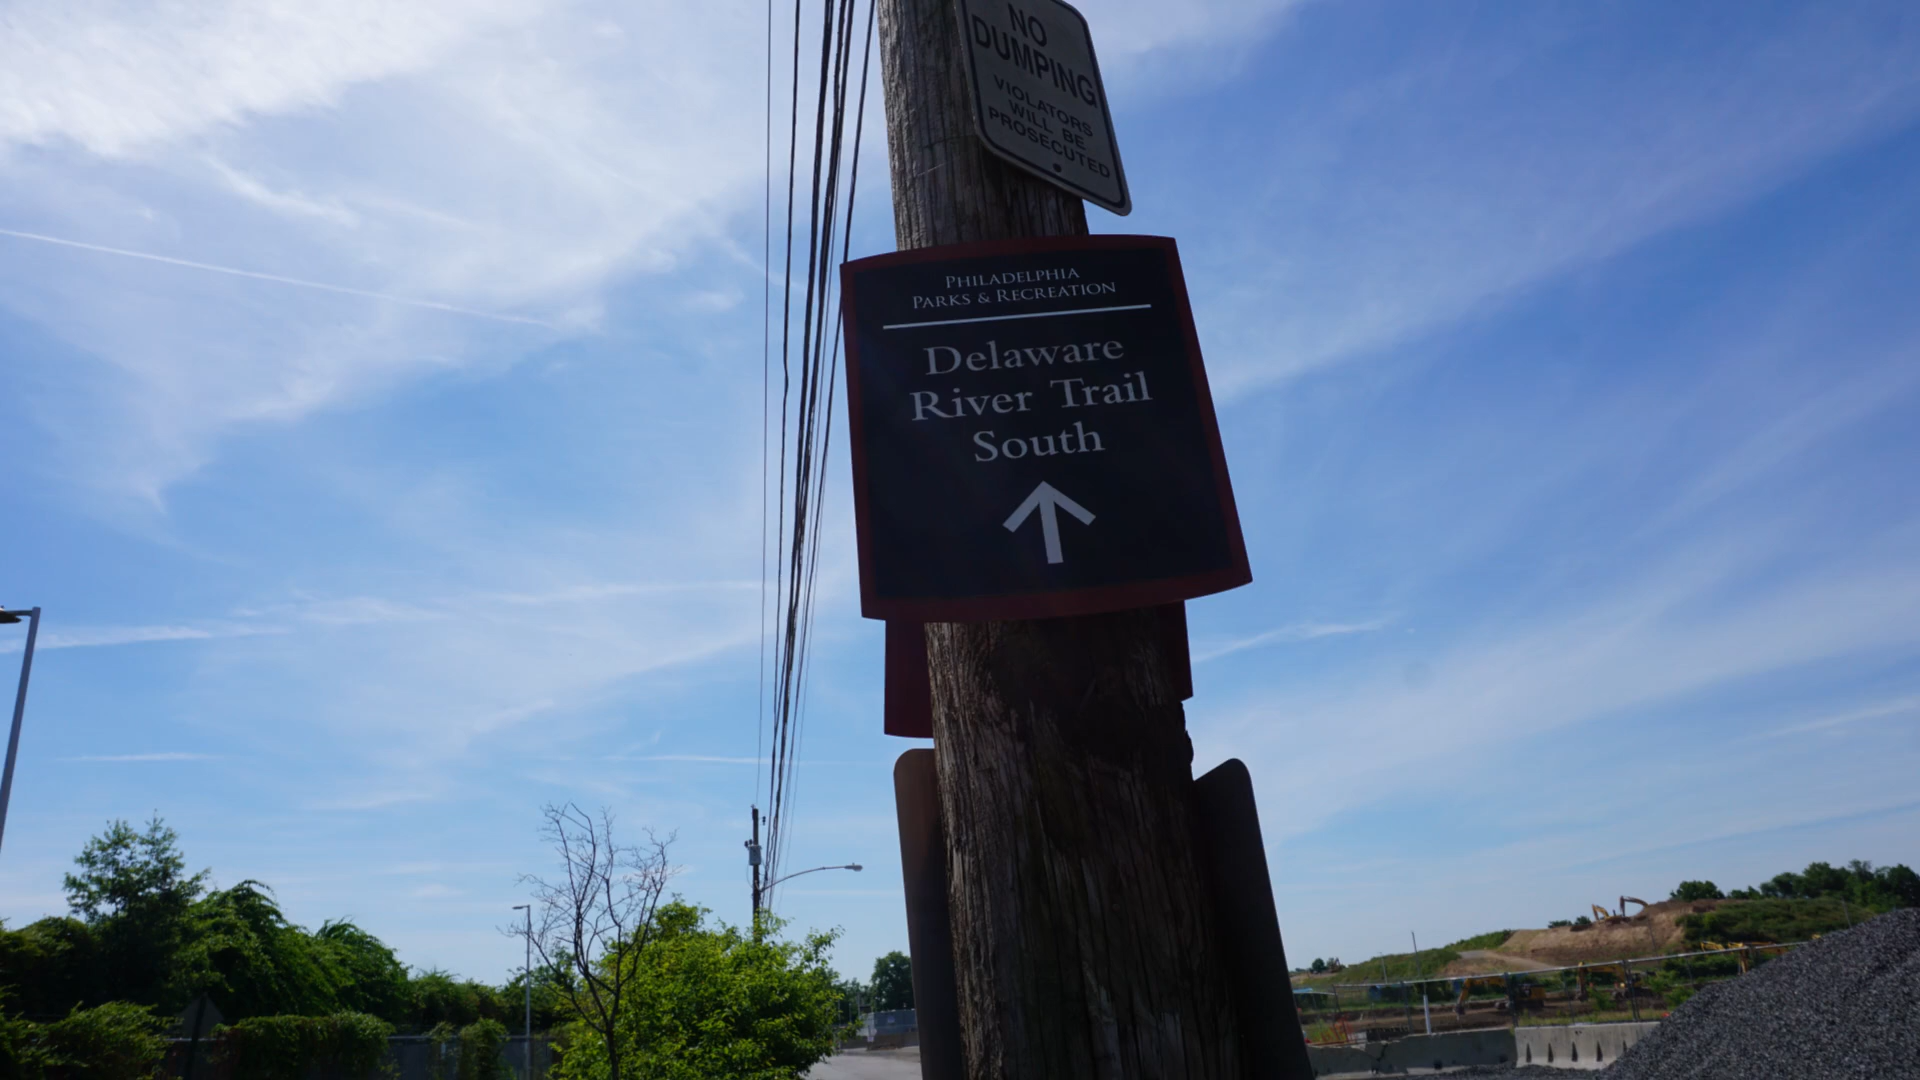 NO
DUMPING
VIOLATORS
WILL BE
PROSECUTED
PHILADELPHIA
PARKS & RECREATION
Delaware
River Trail
South